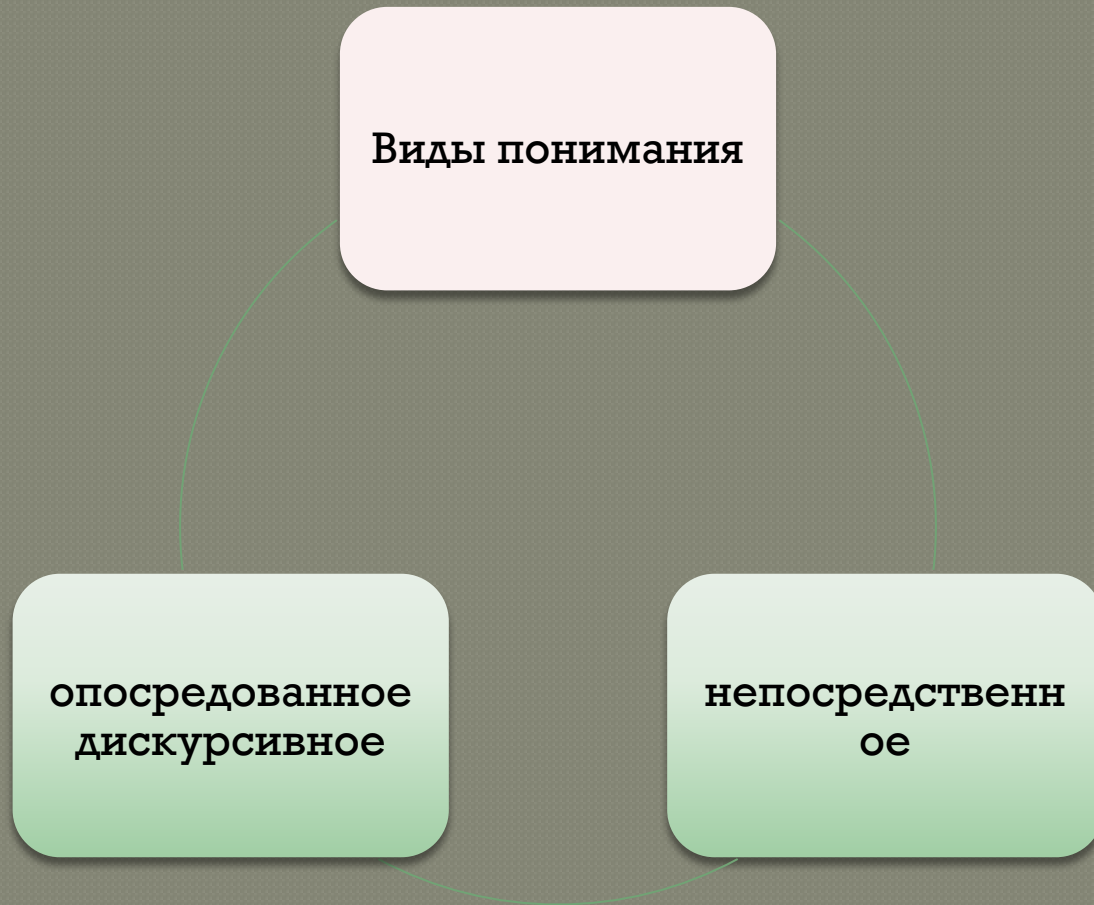 Виды понимания
опосредованное
дискурсивное
непосредственн
ое